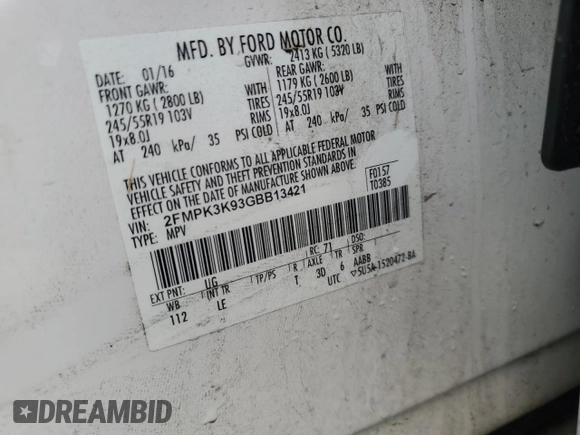 MFD. BY FORD MOTOR CO.
DATE: 01/16 GVWR: 2413 KG ( 5320 LB)
FRONT GAWR: REAR GAWR:
1270 KG ( 2800 LB) WITH 1179 KG ( 2600 LB) WITH
245/55R19 103V TIRES 245/55R19 103V TIRES
19x8.0J RIMS 19x8.0J RIMS
AT 240 kPa/ 35 PSI COLD AT 240 kPa/ 35 PSI COLD
THIS VEHICLE CONFORMS TO ALL APPLICABLE FEDERAL MOTOR
VEHICLE SAFETY AND THEFT PREVENTION STANDARDS IN
EFFECT ON THE DATE OF MANUFACTURE SHOWN ABOVE.
VIN: 2FMPK3K93GBB13421 F0157
TYPE: MPV T0385
EXT PNT: UG RC: 71 DSO:
WB INT TR TP/PS R AXLE TR SPR
112 LE T 3D 6 AABB
UTC ▽SU5A-1520472-BA
DREAMBID